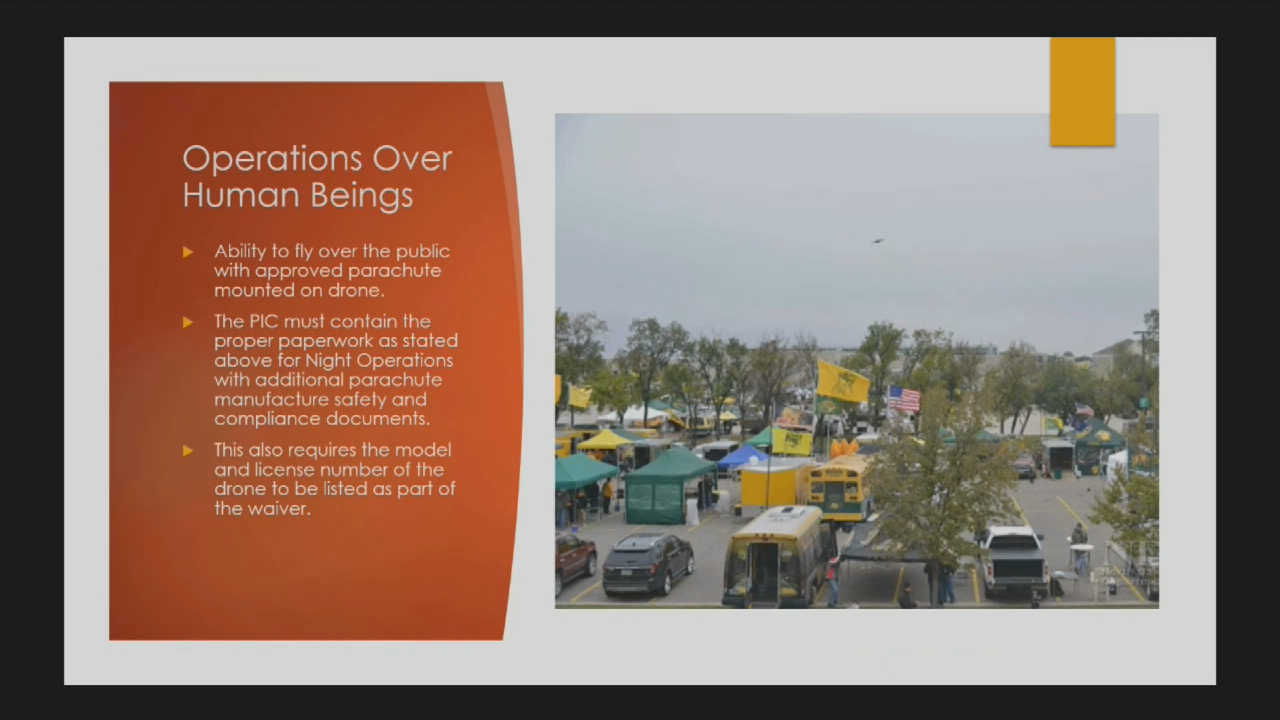 Operations Over
Human Beings
Ability to fly over the public
with approved parachute
mounted on drone.
The PIC must contain the
proper paperwork as stated
above for Night Operations
with additional parachute
manufacture safety and
compliance documents.
This also requires the model
and license number of the
drone to be listed as part of
the waiver.